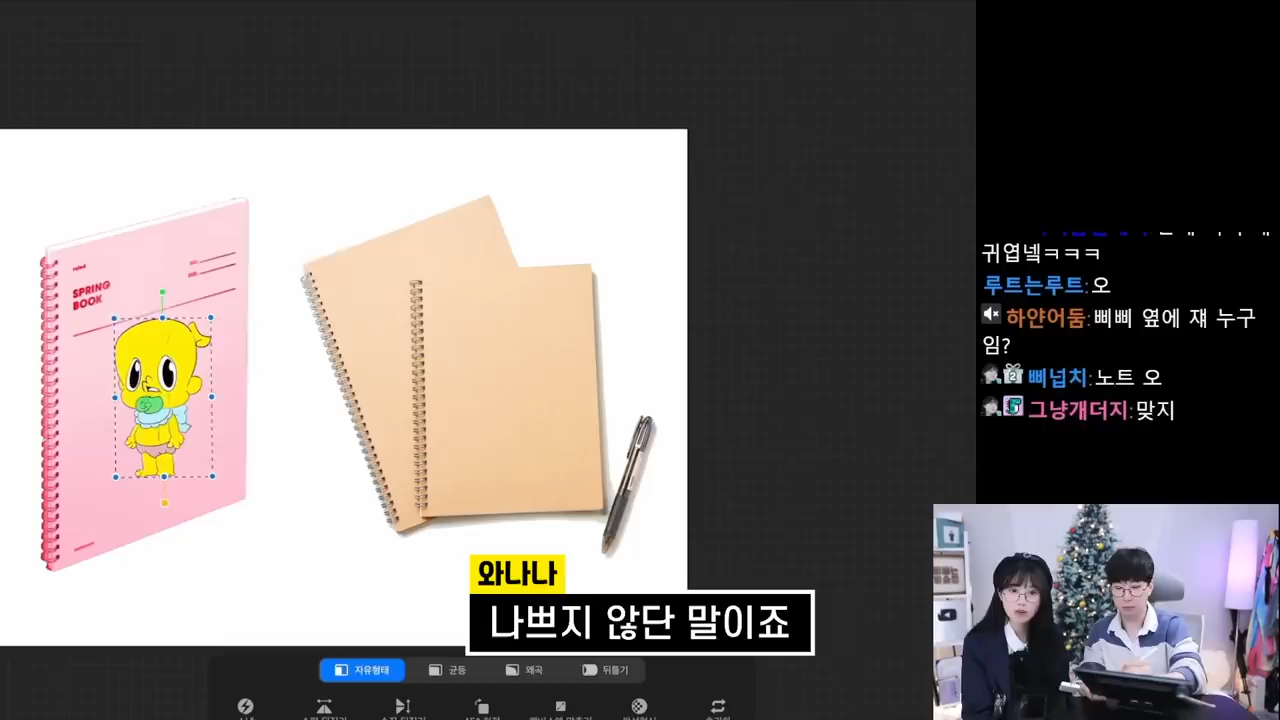 SPRING
BOOK
와나나
나쁘지 않단 말이죠
자유형태
균등
왜곡
뒤틀기
귀엽넼ㅋㅋㅋ
루트는루트:오
하얀어둠:삐삐 옆에 쟤 누구
임?
삐넙치:노트 오
그냥개더지:맞지